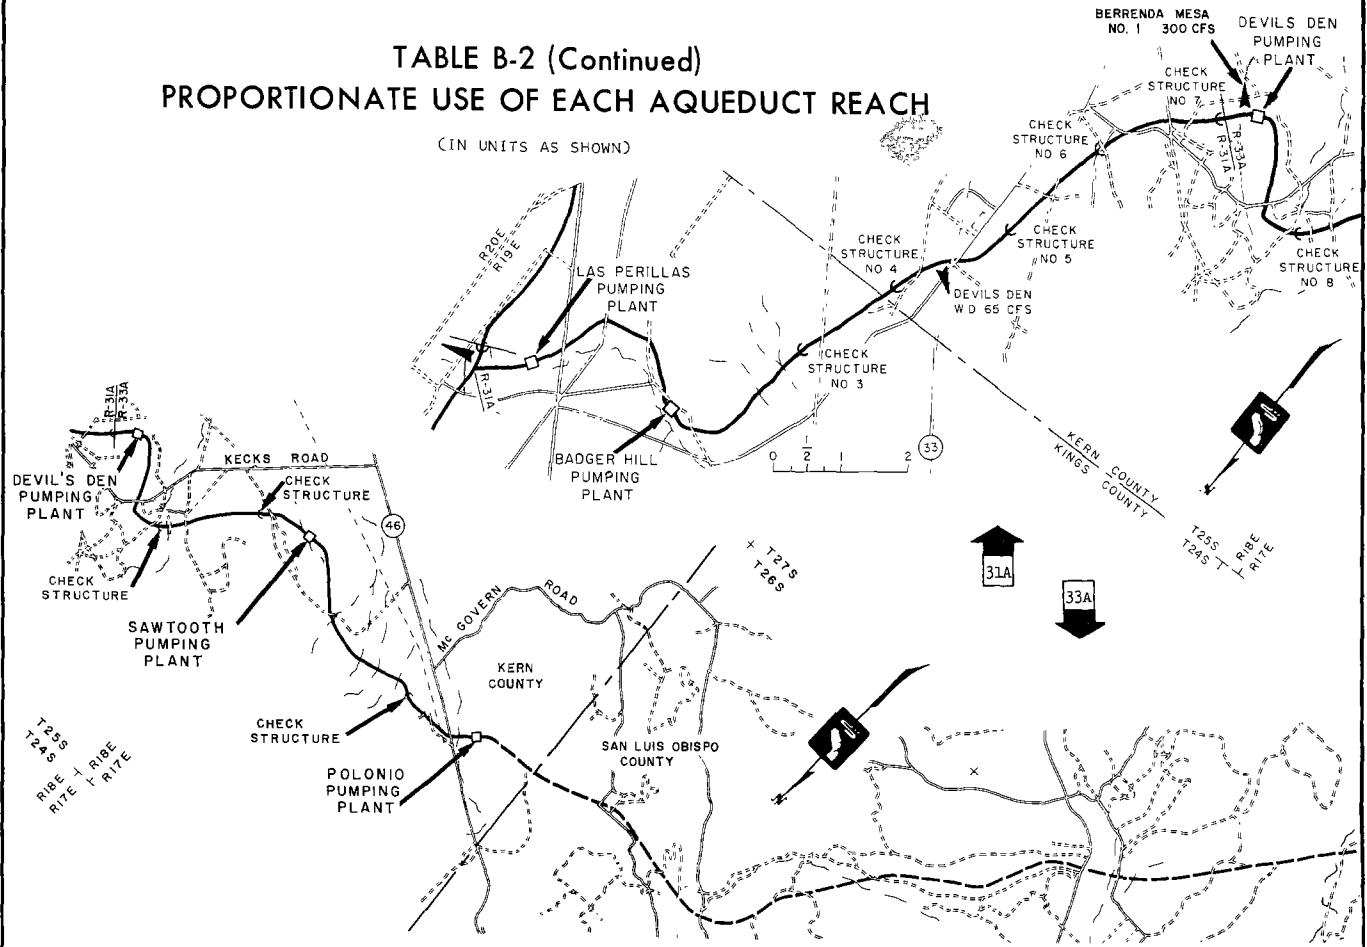 TABLE B-2 (Continued)
PROPORTIONATE USE OF EACH AQUEDUCT REACH
(IN UNITS AS SHOWN)
BERRENDA MESA
NO. 1 300 CFS
DEVILS DEN
PUMPING
PLANT
CHECK
STRUCTURE
NO 7
R-31A
R-33A
CHECK
STRUCTURE
NO 6
CHECK
STRUCTURE
NO 5
CHECK
STRUCTURE
NO 8
CHECK
STRUCTURE
NO 4
DEVILS DEN
WD 65 CFS
R20E
R19E
LAS PERILLAS
PUMPING
PLANT
R-31A
CHECK
STRUCTURE
NO 3
BADGER HILL
PUMPING
PLANT
0 1/2 1 2
33
KERN COUNTY
KINGS COUNTY
T25S
T24S
R18E
R17E
31A
33A
R-31A
R-33A
KECKS ROAD
DEVIL'S DEN
PUMPING
PLANT
CHECK
STRUCTURE
46
CHECK
STRUCTURE
SAWTOOTH
PUMPING
PLANT
Mc GOVERN ROAD
T27S
T26S
KERN
COUNTY
CHECK
STRUCTURE
SAN LUIS OBISPO
COUNTY
POLONIO
PUMPING
PLANT
T25S
T24S
R18E R18E
R17E R17E